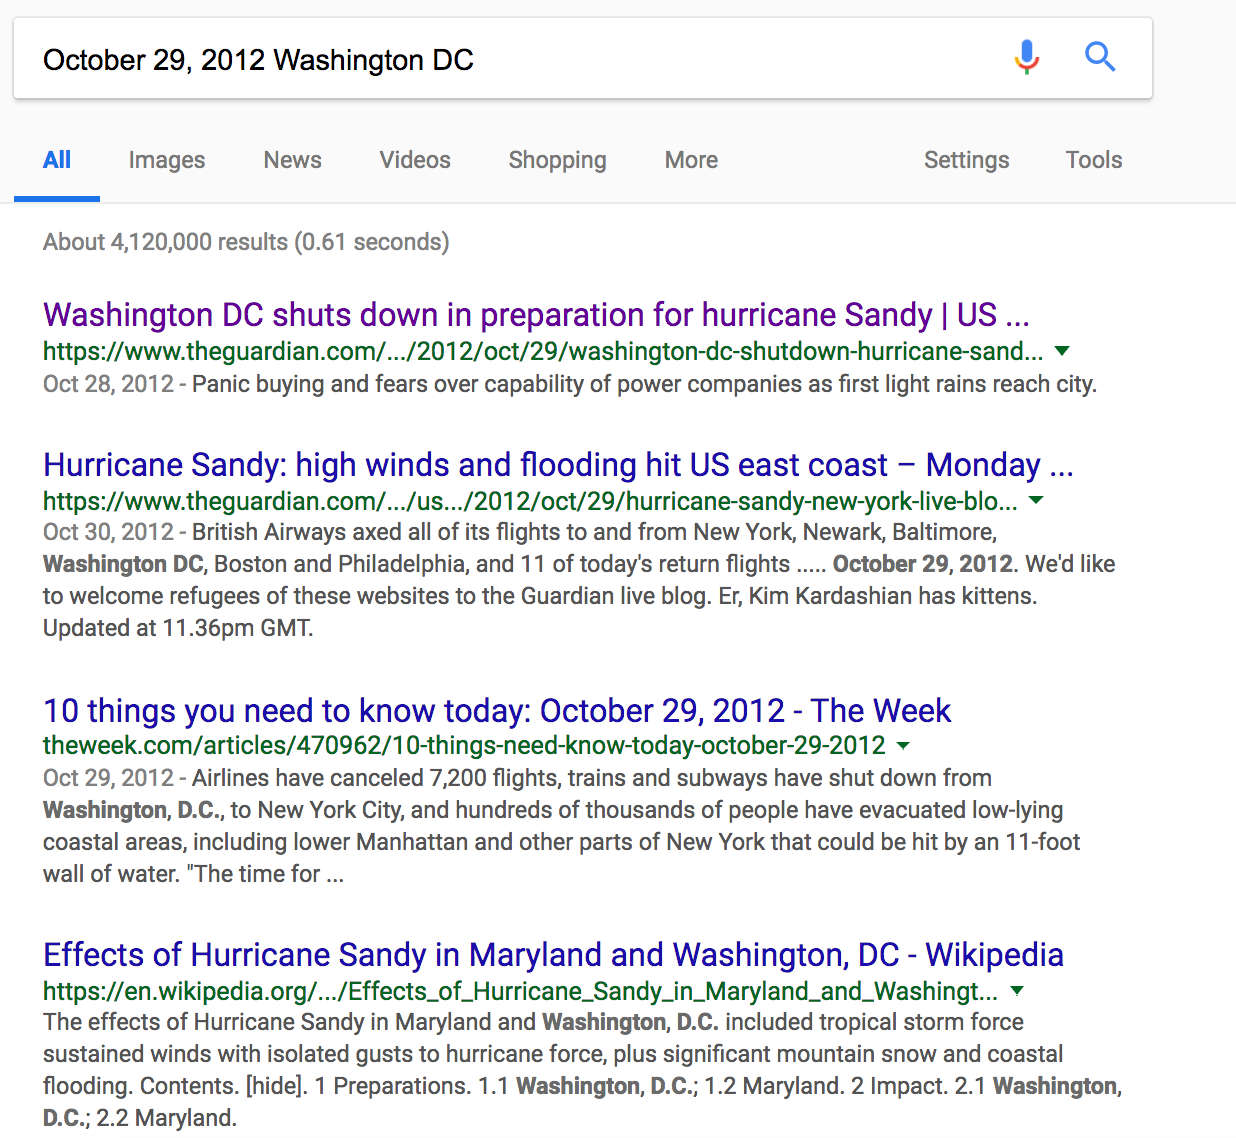 October 29, 2012 Washington DC
All Images News Videos Shopping More Settings Tools
About 4,120,000 results (0.61 seconds)
Washington DC shuts down in preparation for hurricane Sandy | US ...
https://www.theguardian.com/.../2012/oct/29/washington-dc-shutdown-hurricane-sand...
Oct 28, 2012 - Panic buying and fears over capability of power companies as first light rains reach city.
Hurricane Sandy: high winds and flooding hit US east coast – Monday ...
https://www.theguardian.com/.../us.../2012/oct/29/hurricane-sandy-new-york-live-blo...
Oct 30, 2012 - British Airways axed all of its flights to and from New York, Newark, Baltimore,
Washington DC, Boston and Philadelphia, and 11 of today's return flights ..... October 29, 2012. We'd like
to welcome refugees of these websites to the Guardian live blog. Er, Kim Kardashian has kittens.
Updated at 11.36pm GMT.
10 things you need to know today: October 29, 2012 - The Week
theweek.com/articles/470962/10-things-need-know-today-october-29-2012
Oct 29, 2012 - Airlines have canceled 7,200 flights, trains and subways have shut down from
Washington, D.C., to New York City, and hundreds of thousands of people have evacuated low-lying
coastal areas, including lower Manhattan and other parts of New York that could be hit by an 11-foot
wall of water. "The time for ...
Effects of Hurricane Sandy in Maryland and Washington, DC - Wikipedia
https://en.wikipedia.org/.../Effects_of_Hurricane_Sandy_in_Maryland_and_Washingt...
The effects of Hurricane Sandy in Maryland and Washington, D.C. included tropical storm force
sustained winds with isolated gusts to hurricane force, plus significant mountain snow and coastal
flooding. Contents. [hide]. 1 Preparations. 1.1 Washington, D.C.; 1.2 Maryland. 2 Impact. 2.1 Washington,
D.C.; 2.2 Maryland.